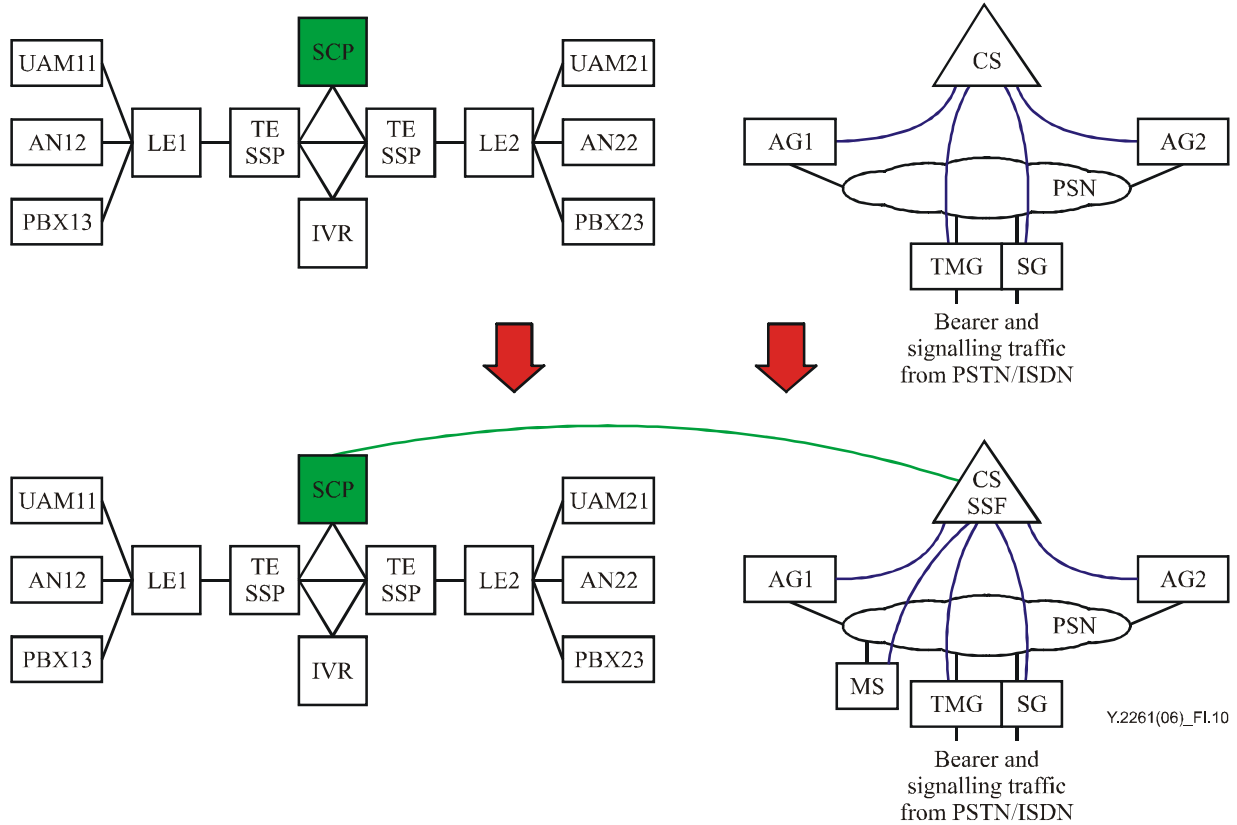 UAM11
SCP
UAM21
CS
AN12
LE1
TE
SSP
TE
SSP
LE2
AN22
AG1
AG2
PSN
PBX13
IVR
PBX23
TMG
SG
Bearer and
signalling traffic
from PSTN/ISDN
UAM11
SCP
UAM21
CS
SSF
AN12
LE1
TE
SSP
TE
SSP
LE2
AN22
AG1
AG2
PSN
PBX13
IVR
PBX23
MS
TMG
SG
Y.2261(06)_FI.10
Bearer and
signalling traffic
from PSTN/ISDN